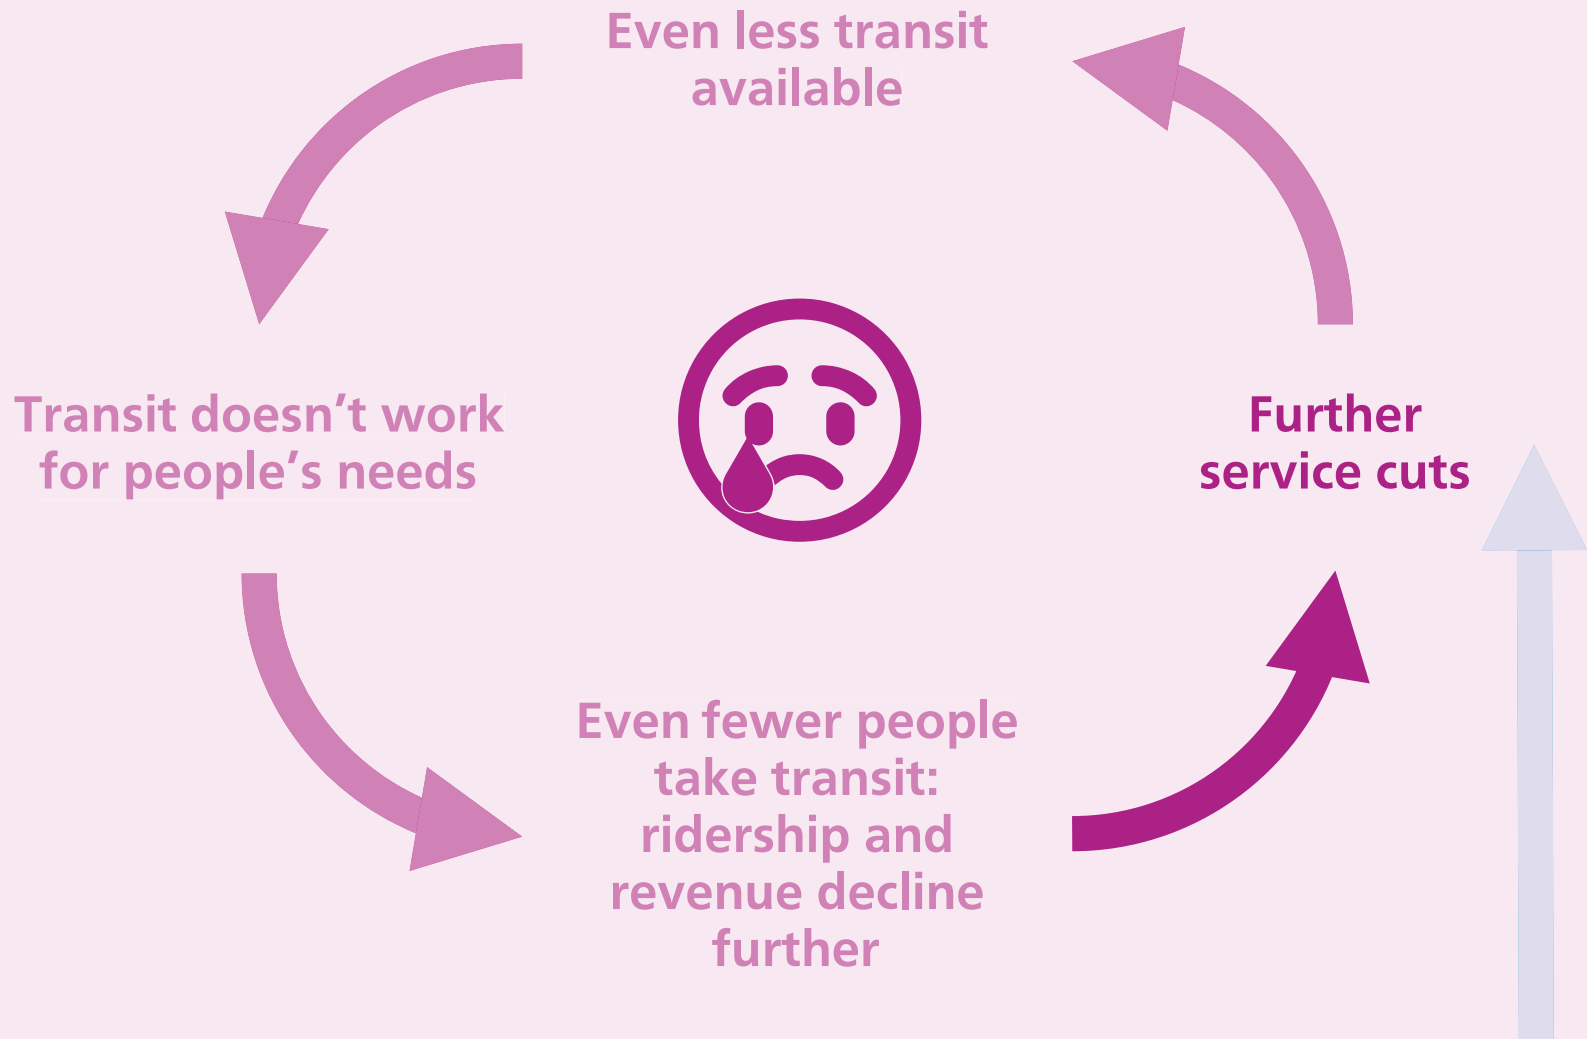 Even less transit
available
Transit doesn’t work
for people’s needs
Further
service cuts
Even fewer people
take transit:
ridership and
revenue decline
further